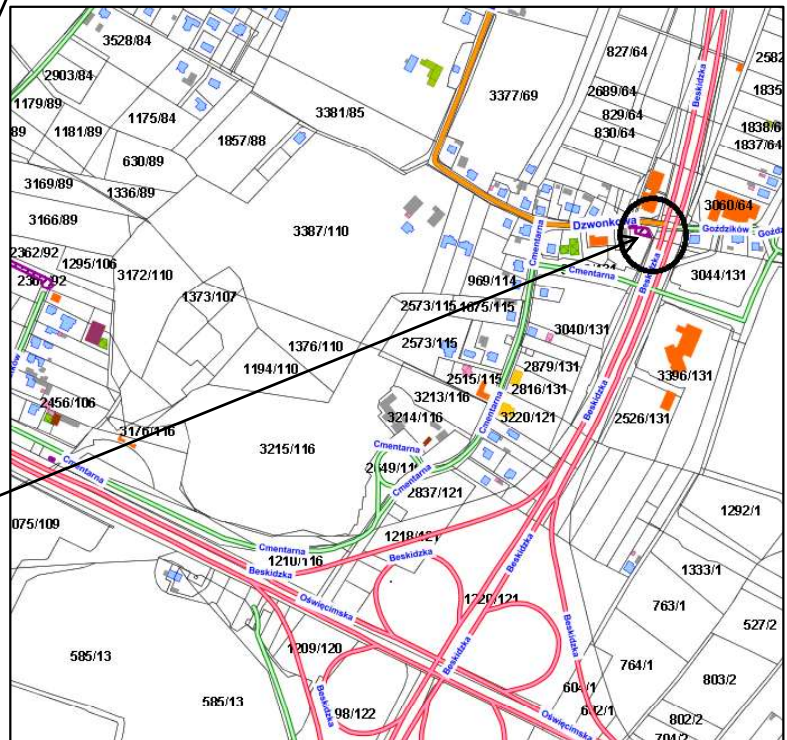 3528/84
2903/84
1179/89
89
1181/89
1175/84
1857/88
3381/85
3377/69
827/64
2689/64
829/64
830/64
Beskidzka
2582
1835
1837/64
630/89
3169/89
1336/89
3166/89
3387/110
3060/64
Dzwonkowa
Goździków
Cmentarna
2362/92
1295/106
3172/110
1373/107
969/114
Cmentarna
Beskidzka
3044/131
2573/115
1675/115
3040/131
1376/110
2573/115
1194/110
2879/131
3396/131
2515/115
2816/131
3213/116
2456/106
3214/116
Cmentarna
3220/121
Beskidzka
2526/131
3176/116
3215/116
Cmentarna
Cmentarna
Cmentarna
2837/121
075/109
1292/1
Cmentarna
1210/116
Beskidzka
Beskidzka
Beskidzka
1333/1
Oświęcimska
763/1
527/2
Beskidzka
Beskidzka
585/13
1209/120
764/1
803/2
585/13
Beskidzka
98/122
Oświęcimska
802/2